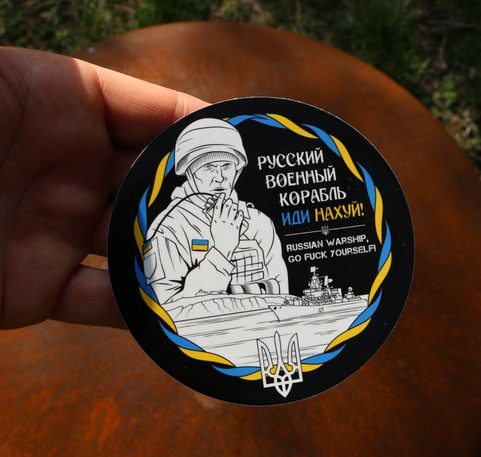 РУССКИЙ
ВОЕННЫЙ
КОРАБЛЬ
ИДИ НАХУЙ!
RUSSIAN WARSHIP,
GO FUCK YOURSELF!